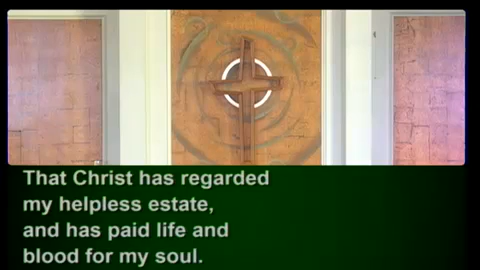 That Christ has regarded
my helpless estate,
and has paid life and
blood for my soul.